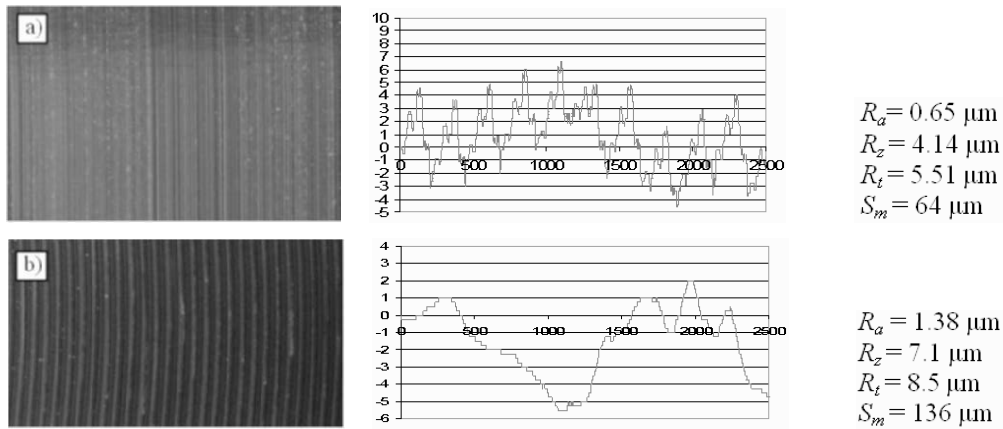 a)
10
9
8
7
6
5
4
3
2
1
0
-1
-2
-3
-4
-5
0 500 1000 1500 2000 2500
Ra= 0.65 µm
Rz= 4.14 µm
Rt= 5.51 µm
Sm= 64 µm
b)
4
3
2
1
0
-1
-2
-3
-4
-5
-6
0 500 1000 1500 2000 2500
Ra= 1.38 µm
Rz= 7.1 µm
Rt= 8.5 µm
Sm= 136 µm